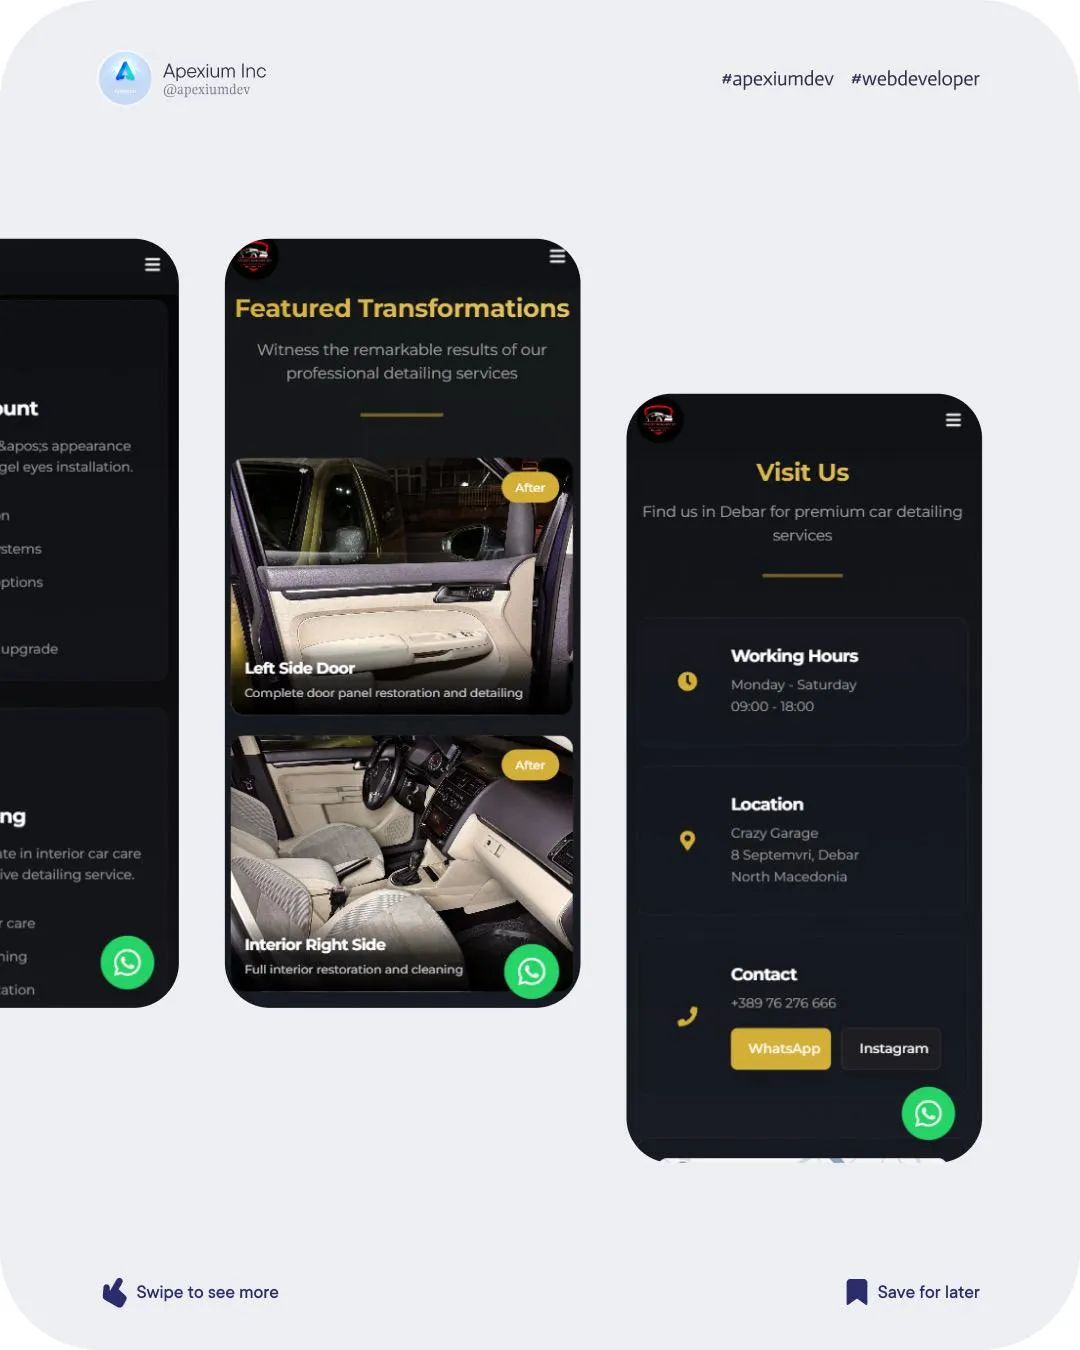 Apexium Inc
@apexiumdev
#apexiumdev #webdeveloper
ount
&apos;s appearance
gel eyes installation.
n
stems
ptions
upgrade
ng
ate in interior car care
ive detailing service.
r care
ning
tation
Featured Transformations
Witness the remarkable results of our
professional detailing services
After
Left Side Door
Complete door panel restoration and detailing
After
Interior Right Side
Full interior restoration and cleaning
Visit Us
Find us in Debar for premium car detailing
services
Working Hours
Monday - Saturday
09:00 - 18:00
Location
Crazy Garage
8 Septemvri, Debar
North Macedonia
Contact
+389 76 276 666
WhatsApp
Instagram
Swipe to see more
Save for later